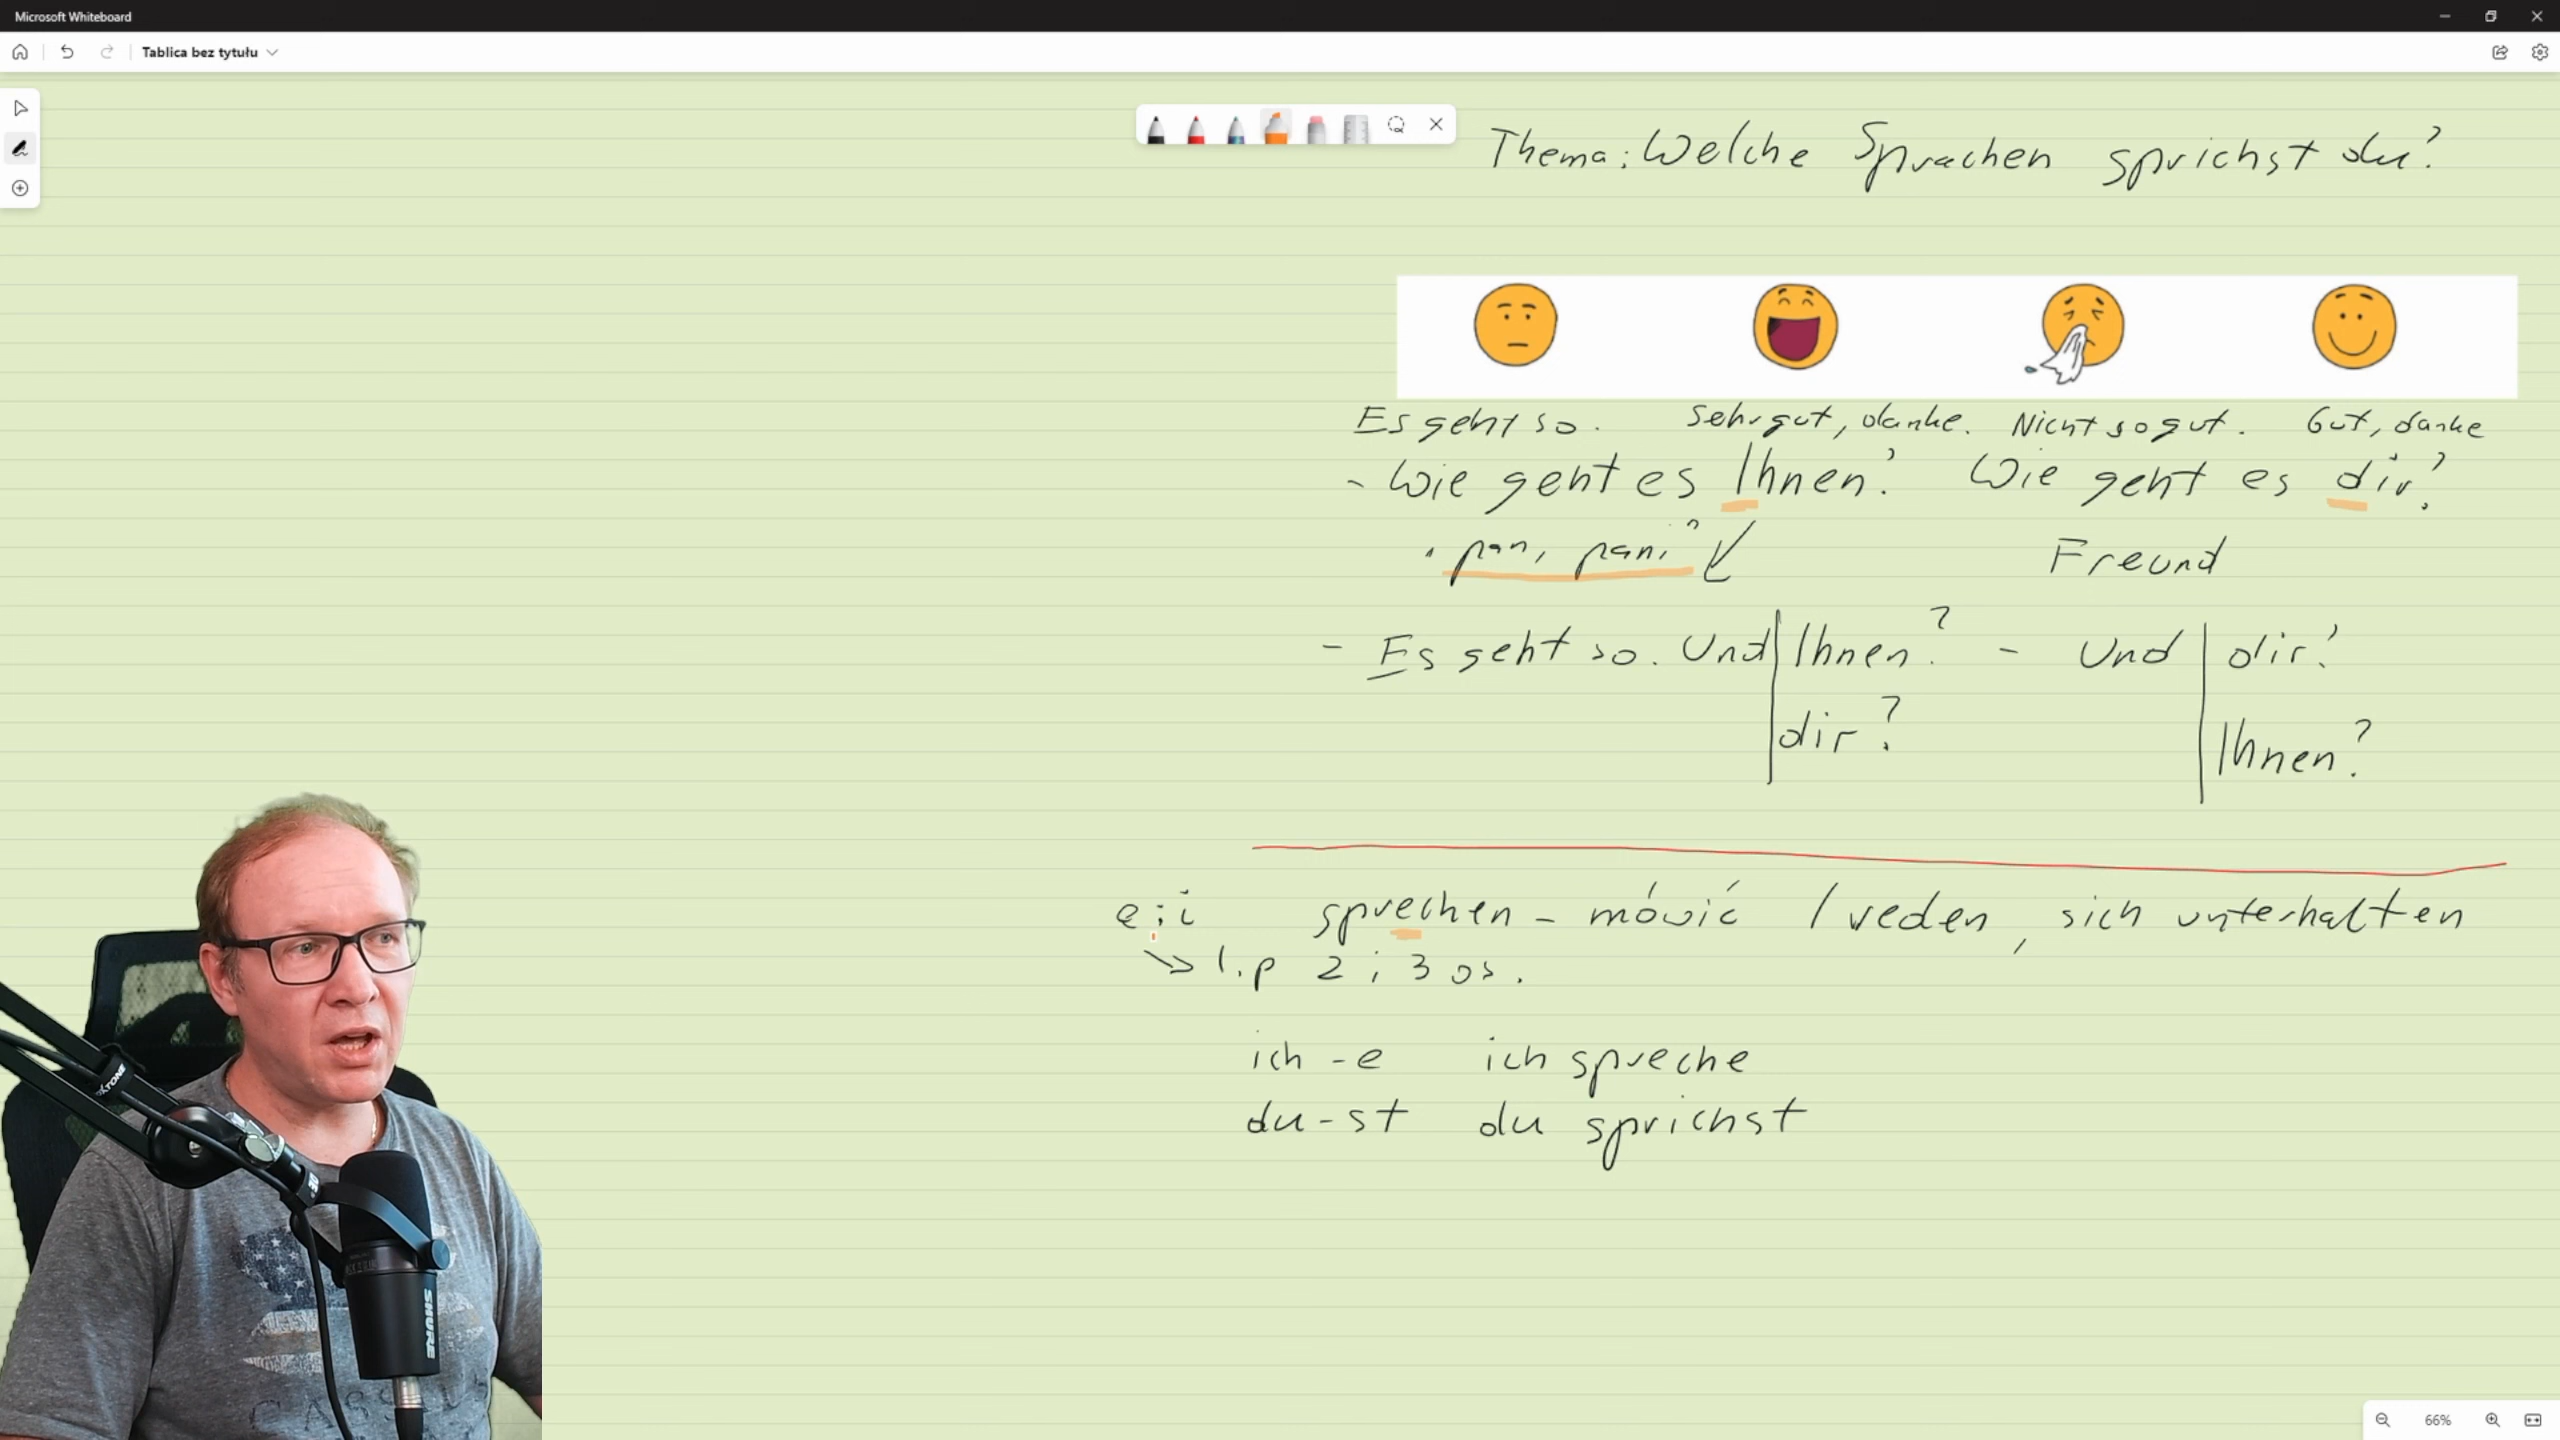 Microsoft Whiteboard
Tablica bez tytułu
Thema: Welche Sprachen sprichst du?
Es geht so. Sehr gut, danke. Nicht so gut. Gut, danke
- Wie geht es Ihnen? Wie geht es dir?
pan, pani Freund
- Es geht so. Und Ihnen? - Und dir?
dir? Ihnen?
e:i sprechen - mówić / reden, sich unterhalten
l.p 2 i 3 os.
ich -e ich spreche
du -st du sprichst
SHURE
66%